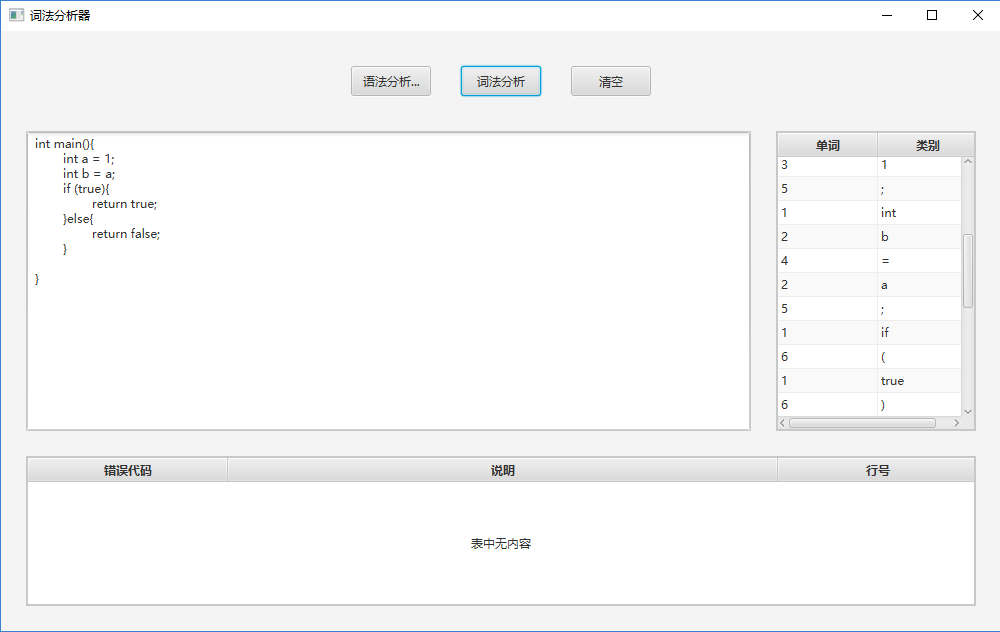 词法分析器
语法分析... 词法分析 清空
int main(){
int a = 1;
int b = a;
if (true){
return true;
}else{
return false;
}
}
单词 类别
3 1
5 ;
1 int
2 b
4 =
2 a
5 ;
1 if
6 (
1 true
6 )
错误代码 说明 行号
表中无内容